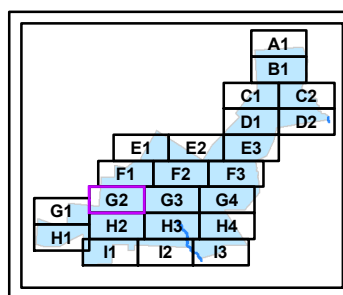 A1
B1
C1 C2
D1 D2
E1 E2 E3
F1 F2 F3
G1 G2 G3 G4
H1 H2 H3 H4
I1 I2 I3